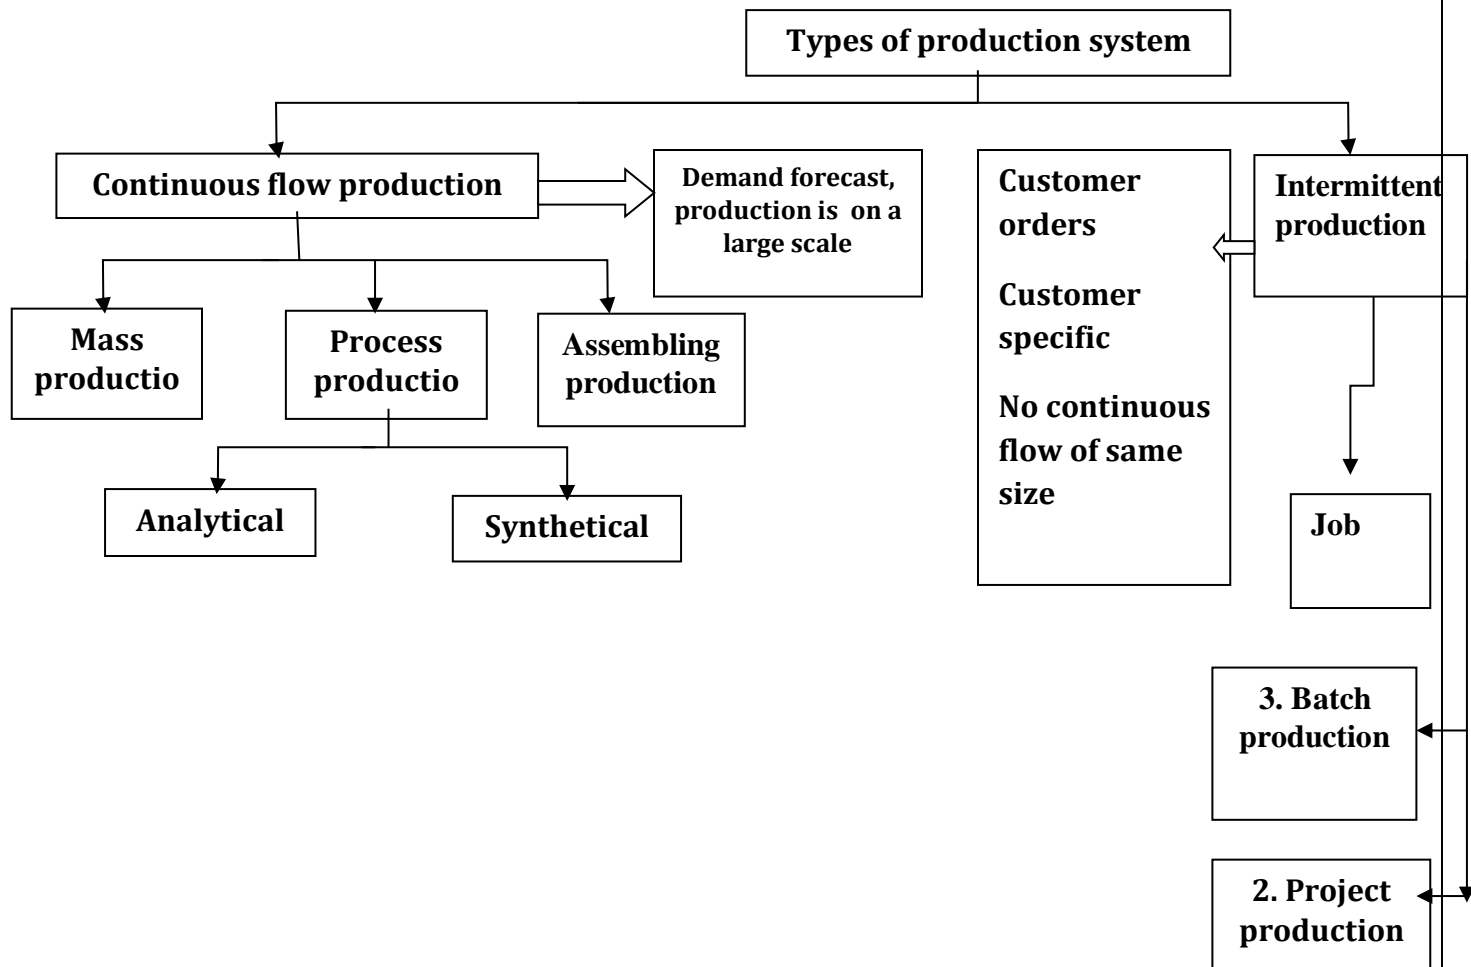 Types of production system
Continuous flow production
Demand forecast,
production is on a
large scale
Customer
orders
Customer
specific
No continuous
flow of same
size
Intermittent
production
Mass
productio
Process
productio
Assembling
production
Analytical
Synthetical
Job
3. Batch
production
2. Project
production